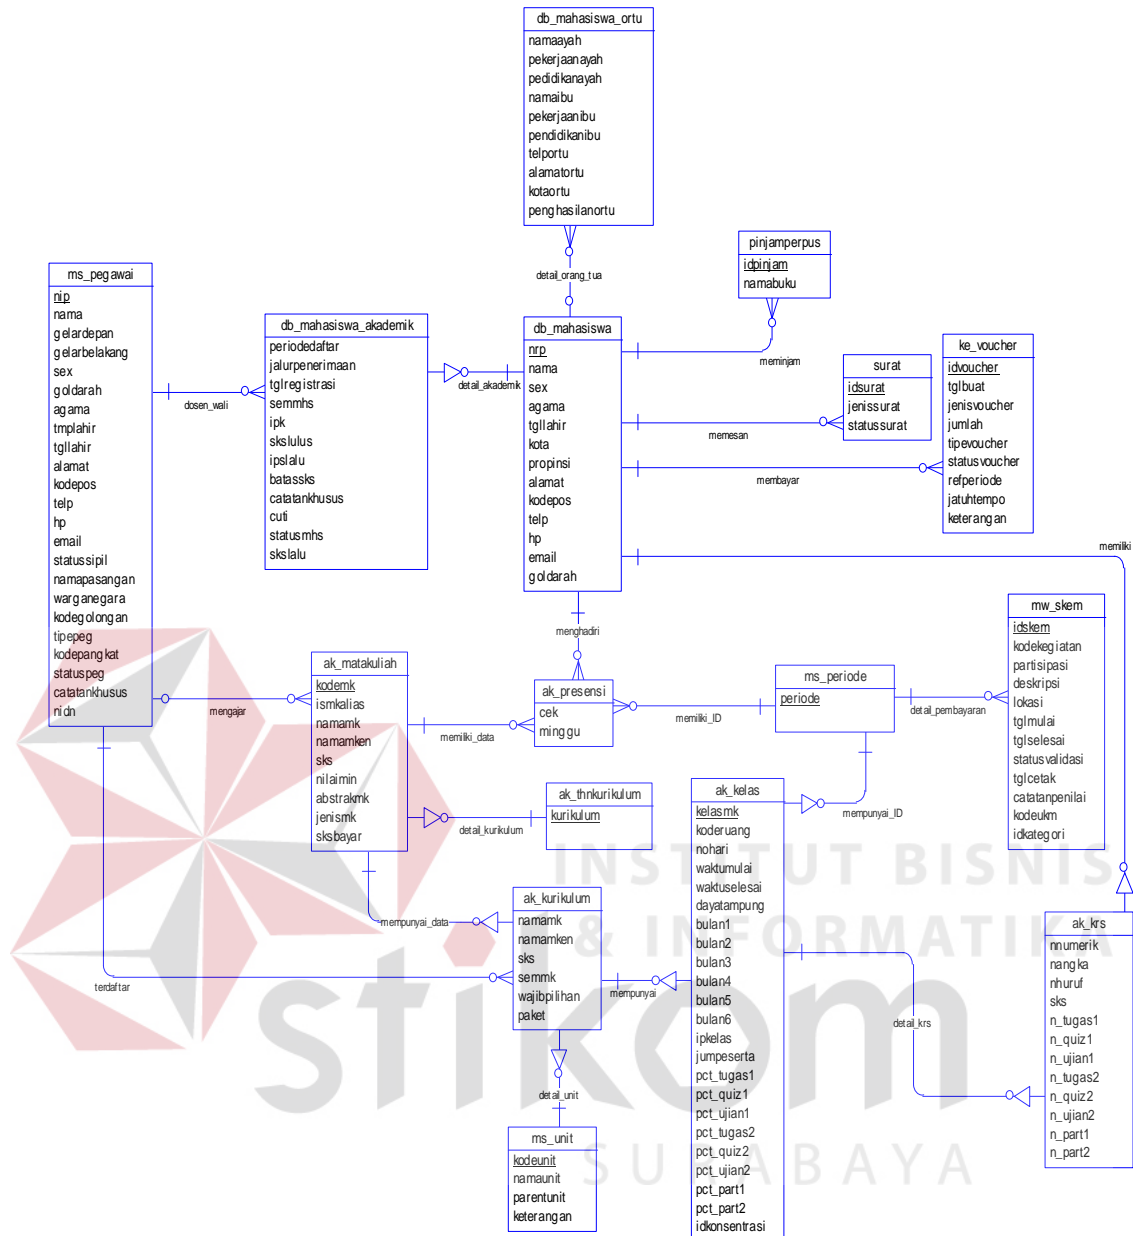 db_mahasiswa_ortu
namaayah
pekerjaanayah
pedidikanayah
namaibu
pekerjaanibu
pendidikanibu
telportu
alamatortu
kotaortu
penghasilanortu
detail_orang_tua
pinjamperpus
idpinjam
namabuku
meminjam
ms_pegawai
nip
nama
gelardepan
gelarbelakang
sex
goldarah
agama
tmplahir
tgllahir
alamat
kodepos
telp
hp
email
statussipil
namapasangan
warganegara
kodegolongan
tipepeg
kodepangkat
statuspeg
catatankhusus
nidn
dosen_wali
db_mahasiswa_akademik
periodedaftar
jalurpenerimaan
tglregistrasi
semmhs
ipk
skslulus
ipslalu
batassks
catatankhusus
cuti
statusmhs
skslalu
detail_akademik
db_mahasiswa
nrp
nama
sex
agama
tgllahir
kota
propinsi
alamat
kodepos
telp
hp
email
goldarah
surat
idsurat
jenissurat
statussurat
memesan
membayar
ke_voucher
idvoucher
tglbuat
jenisvoucher
jumlah
tipevoucher
statusvoucher
refperiode
jatuhtempo
keterangan
memiliki
menghadiri
mw_skem
idskem
kodekegiatan
partisipasi
deskripsi
lokasi
tglmulai
tglselesai
statusvalidasi
tglcetak
catatanpenilai
kodeukm
idkategori
ak_matakuliah
kodemk
ismkalias
namamk
namamken
sks
nilaimin
abstrakmk
jenismk
sksbayar
mengajar
memiliki_data
ak_presensi
cek
minggu
memiliki_ID
ms_periode
periode
detail_pembayaran
mempunyai_ID
ak_thnkurikulum
kurikulum
detail_kurikulum
ak_kelas
kelasmk
koderuang
nohari
waktumulai
waktuselesai
dayatampung
bulan1
bulan2
bulan3
bulan4
bulan5
bulan6
ipkelas
jumpeserta
pct_tugas1
pct_quiz1
pct_ujian1
pct_tugas2
pct_quiz2
pct_ujian2
pct_part1
pct_part2
idkonsentrasi
mempunyai_data
terdaftar
ak_kurikulum
namamk
namamken
sks
semmk
wajibpilihan
paket
mempunyai
detail_unit
ms_unit
kodeunit
namaunit
parentunit
keterangan
detail_krs
ak_krs
nnumerik
nangka
nhuruf
sks
n_tugas1
n_quiz1
n_ujian1
n_tugas2
n_quiz2
n_ujian2
n_part1
n_part2
INSTITUT BISNIS
& INFORMATIKA
stikom
SURABAYA